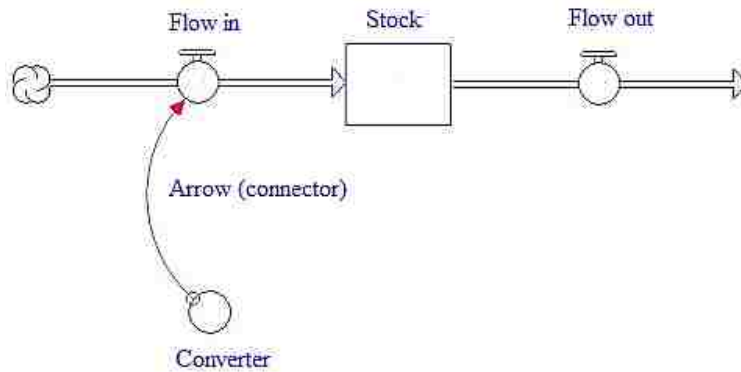 Flow in
Stock
Flow out
Arrow (connector)
Converter